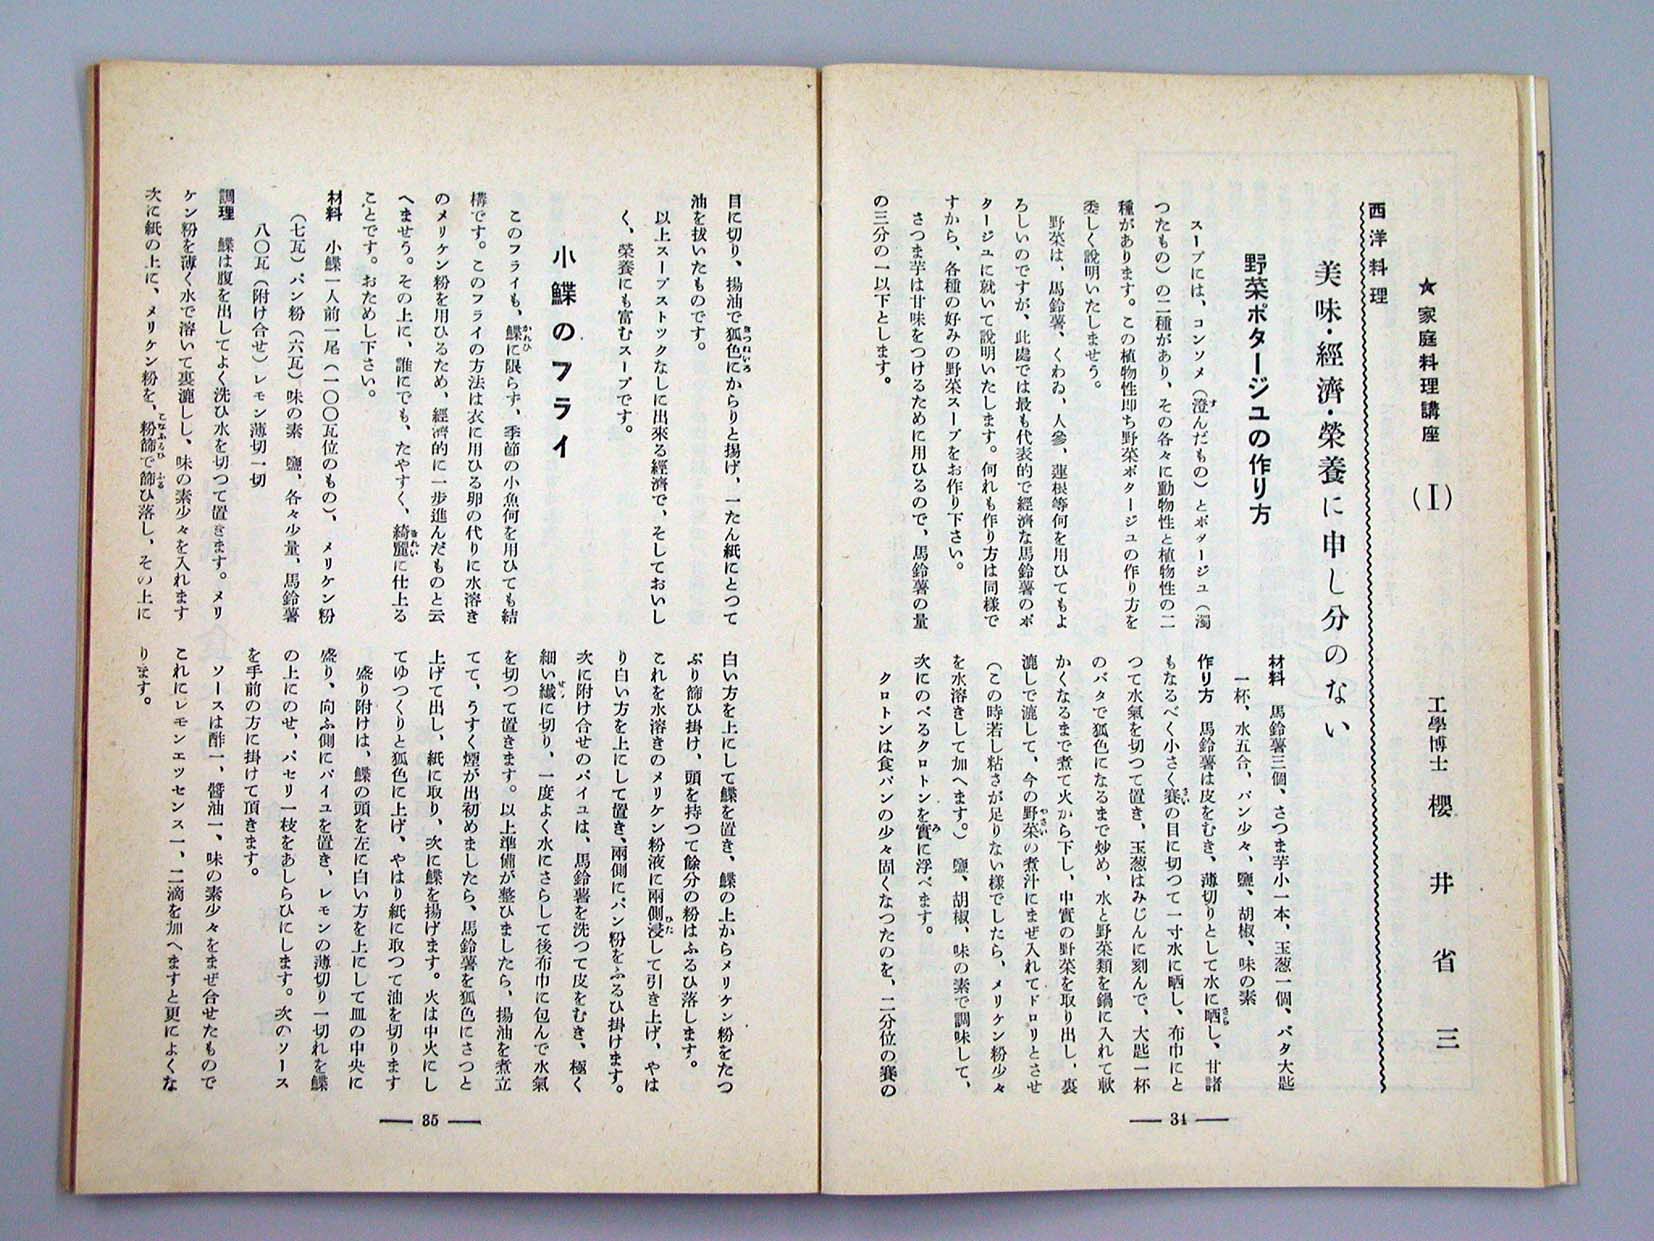 ★家庭料理講座 (I)
工學博士 櫻井省三
西洋料理
美味・經濟・榮養に申し分のない
野菜ポタージユの作り方
スープには、コンソメ（澄んだもの）とポタージユ（濁
つたもの）の二種があり、その各々に動物性と植物性の二
種があります。この植物性即ち野菜ポタージユの作り方を
委しく說明いたしませう。
野菜は、馬鈴薯、くわゐ、人參、蓮根等何を用ひてもよ
ろしいのですが、此處では最も代表的で經濟な馬鈴薯のポ
タージユに就いて說明いたします。何れも作り方は同樣で
すから、各種の好みの野菜スープをお作り下さい。
さつま芋は甘味をつけるために用ひるので、馬鈴薯の量
の三分の一以下とします。
材料　馬鈴薯三個、さつま芋小一本、玉葱一個、バタ大匙
一杯、水五合、パン少々、鹽、胡椒、味の素
作り方　馬鈴薯は皮をむき、薄切りとして水に晒し、甘諸
もなるべく小さく賽の目に切つて一寸水に晒し、布巾にと
つて水氣を切つて置き、玉葱はみじんに刻んで、大匙一杯
のバタで狐色になるまで炒め、水と野菜類を鍋に入れて軟
かくなるまで煮て火から下し、中實の野菜を取り出し、裏
漉しで漉して、今の野菜の煮汁にまぜ入れてドロリとさせ
（この時若し粘さが足りない樣でしたら、メリケン粉少々
を水溶きして加へます。）鹽、胡椒、味の素で調味して、
次にのべるクロトンを實に浮べます。
クロトンは食パンの少々固くなつたのを、二分位の賽の
34
目に切り、揚油で狐色にからりと揚げ、一たん紙にとつて
油を拔いたものです。
以上スープストツクなしに出來る經濟で、そしておいし
く、榮養にも富むスープです。
小鰈のフライ
このフライも、鰈に限らず、季節の小魚何を用ひても結
構です。このフライの方法は衣に用ひる卵の代りに水溶き
のメリケン粉を用ひるため、經濟的に一步進んだものと云
へませう。その上に、誰にでも、たやすく、綺麗に仕上る
ことです。おためし下さい。
材料　小鰈一人前一尾（一〇〇瓦位のもの）、メリケン粉
（七瓦）パン粉（六瓦）味の素　鹽、各々少量、馬鈴薯
八〇瓦（附け合せ）レモン薄切一切
調理　鰈は腹を出してよく洗ひ水を切つて置きます。メリ
ケン粉を薄く水で溶いて裏漉しし、味の素少々を入れます
次に紙の上に、メリケン粉を、粉篩で篩ひ落し、その上に
白い方を上にして鰈を置き、鰈の上からメリケン粉をたつ
ぷり篩ひ掛け、頭を持つて餘分の粉はふるひ落します。
これを水溶きのメリケン粉液に兩側浸して引き上げ、やは
り白い方を上にして置き、兩側にパン粉をふるひ掛けます。
次に附け合せのパイユは、馬鈴薯を洗つて皮をむき、極く
細い繊に切り、一度よく水にさらして後布巾に包んで水氣
を切つて置きます。以上準備が整ひましたら、揚油を煮立
てて、うすく煙が出初めましたら、馬鈴薯を狐色にさつと
上げて出し、紙に取り、次に鰈を揚げます。火は中火にし
てゆつくりと狐色に上げ、やはり紙に取つて油を切ります
盛り附けは、鰈の頭を左に白い方を上にして皿の中央に
盛り、向ふ側にパイユを置き、レモンの薄切り一切れを鰈
の上にのせ、パセリ一枝をあしらひにします。次のソース
を手前の方に掛けて頂きます。
ソースは酢一、醬油一、味の素少々をまぜ合せたもので
これにレモンエツセンス一、二滴を加へますと更によくな
ります。
35